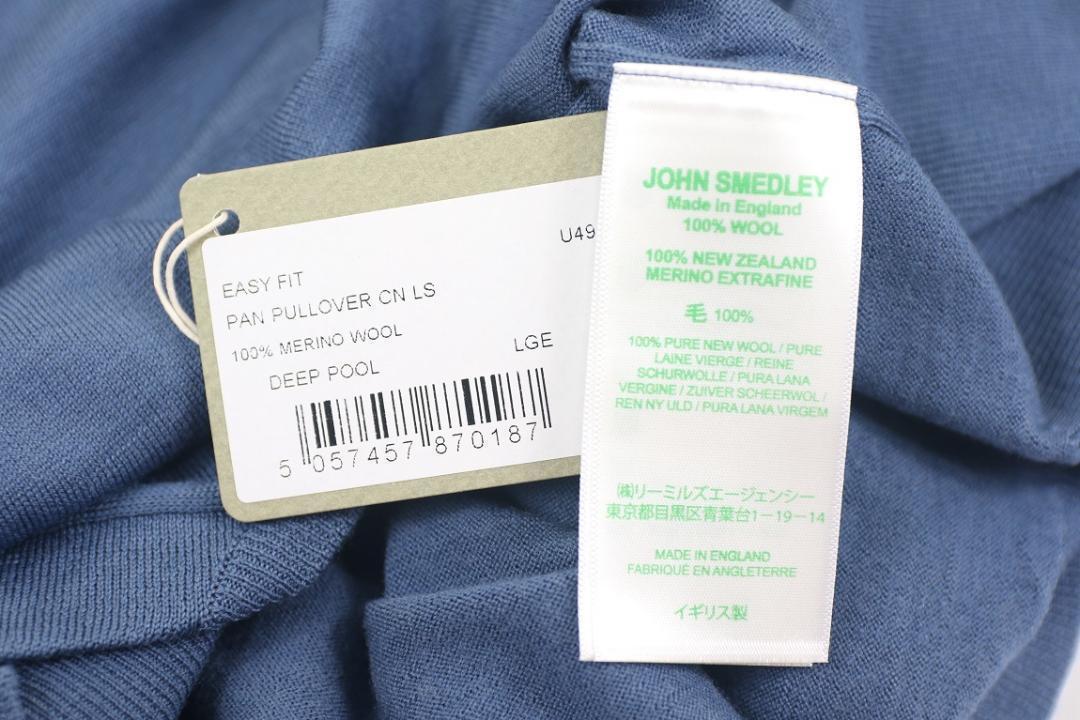 U49
EASY FIT
PAN PULLOVER CN LS
100% MERINO WOOL
LGE
DEEP POOL
5 057457 870187
JOHN SMEDLEY
Made in England
100% WOOL
100% NEW ZEALAND
MERINO EXTRAFINE
毛 100%
100% PURE NEW WOOL / PURE
LAINE VIERGE / REINE
SCHURWOLLE / PURA LANA
VERGINE / ZUIVER SCHEERWOL /
REN NY ULD / PURA LANA VIRGEM
㈱リーミルズエージェンシー
東京都目黒区青葉台1−19−14
MADE IN ENGLAND
FABRIQUÉ EN ANGLETERRE
イギリス製